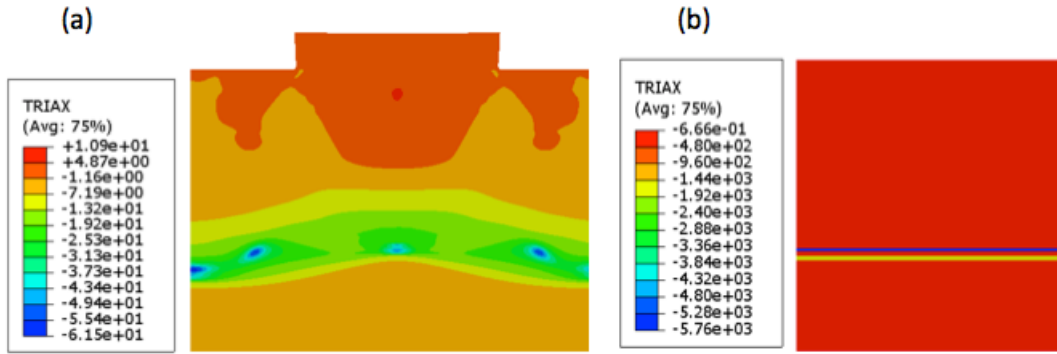 (a)
TRIAX
(Avg: 75%)
+1.09e+01
+4.87e+00
-1.16e+00
-7.19e+00
-1.32e+01
-1.92e+01
-2.53e+01
-3.13e+01
-3.73e+01
-4.34e+01
-4.94e+01
-5.54e+01
-6.15e+01
(b)
TRIAX
(Avg: 75%)
-6.66e-01
-4.80e+02
-9.60e+02
-1.44e+03
-1.92e+03
-2.40e+03
-2.88e+03
-3.36e+03
-3.84e+03
-4.32e+03
-4.80e+03
-5.28e+03
-5.76e+03